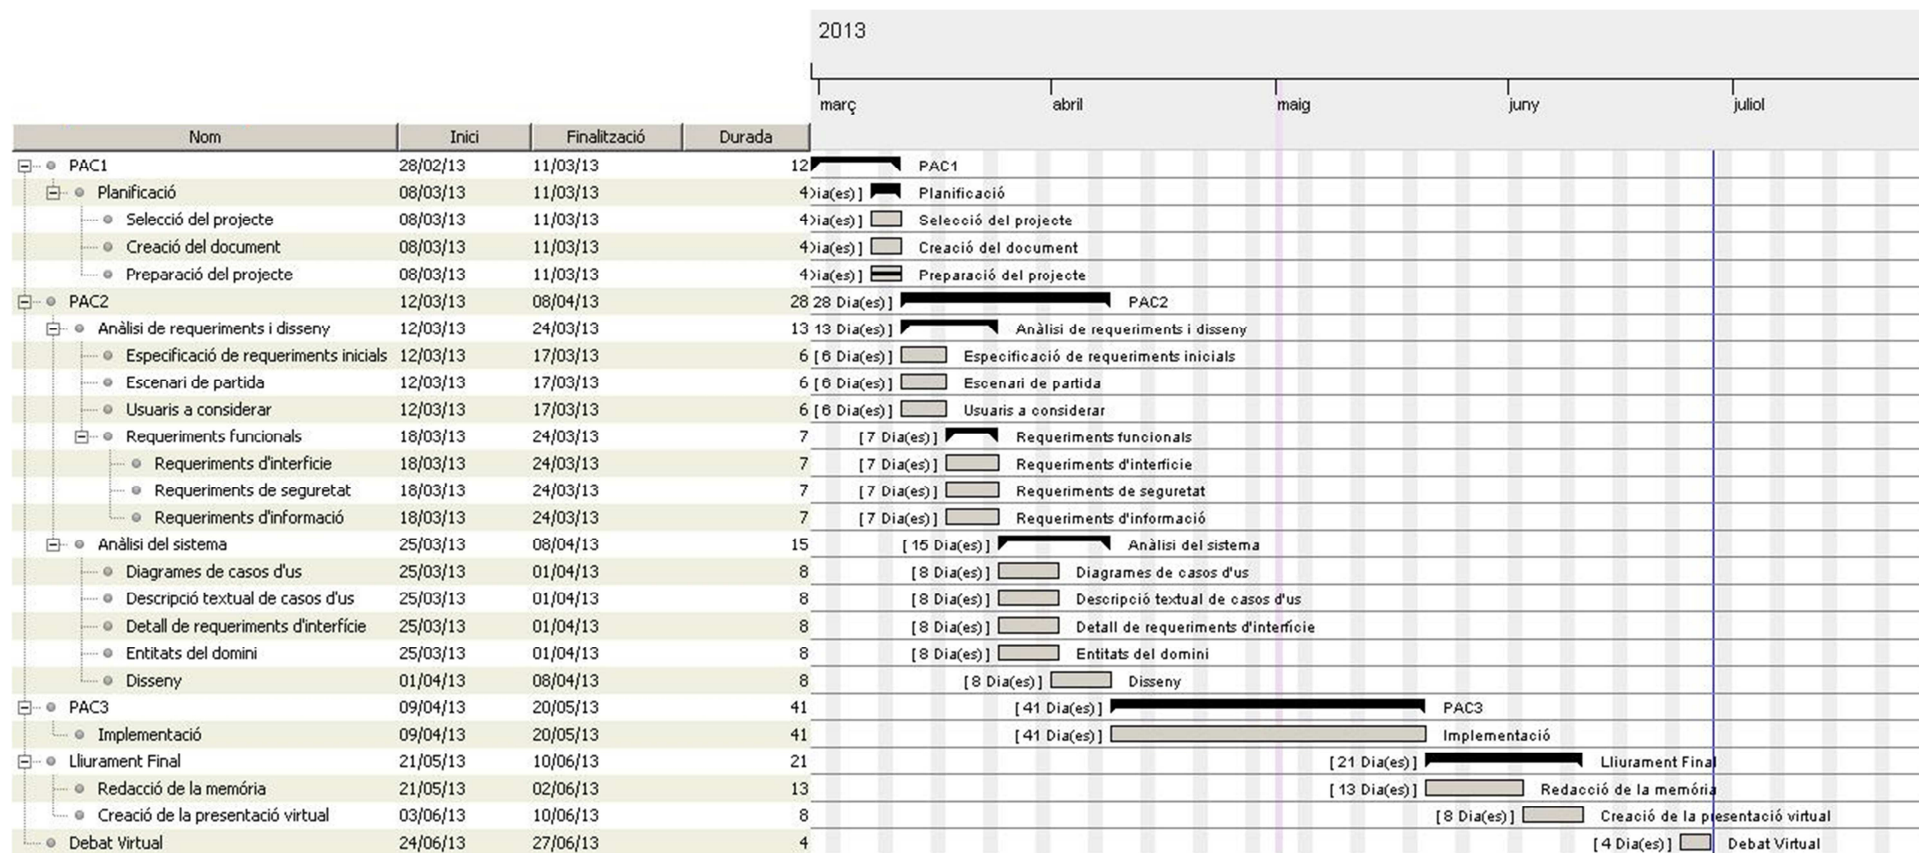 2013
març abril maig juny juliol
Nom Inici Finalització Durada
PAC1 28/02/13 11/03/13 12 PAC1
Planificació 08/03/13 11/03/13 4 ia(es) ] Planificació
Selecció del projecte 08/03/13 11/03/13 4 ia(es) ] Selecció del projecte
Creació del document 08/03/13 11/03/13 4 ia(es) ] Creació del document
Preparació del projecte 08/03/13 11/03/13 4 ia(es) ] Preparació del projecte
PAC2 12/03/13 08/04/13 28 28 Dia(es) ] PAC2
Anàlisi de requeriments i disseny 12/03/13 24/03/13 13 13 Dia(es) ] Anàlisi de requeriments i disseny
Especificació de requeriments inicials 12/03/13 17/03/13 6 [ 6 Dia(es) ] Especificació de requeriments inicials
Escenari de partida 12/03/13 17/03/13 6 [ 6 Dia(es) ] Escenari de partida
Usuaris a considerar 12/03/13 17/03/13 6 [ 6 Dia(es) ] Usuaris a considerar
Requeriments funcionals 18/03/13 24/03/13 7 [ 7 Dia(es) ] Requeriments funcionals
Requeriments d'interficie 18/03/13 24/03/13 7 [ 7 Dia(es) ] Requeriments d'interficie
Requeriments de seguretat 18/03/13 24/03/13 7 [ 7 Dia(es) ] Requeriments de seguretat
Requeriments d'informació 18/03/13 24/03/13 7 [ 7 Dia(es) ] Requeriments d'informació
Anàlisi del sistema 25/03/13 08/04/13 15 [ 15 Dia(es) ] Anàlisi del sistema
Diagrames de casos d'us 25/03/13 01/04/13 8 [ 8 Dia(es) ] Diagrames de casos d'us
Descripció textual de casos d'us 25/03/13 01/04/13 8 [ 8 Dia(es) ] Descripció textual de casos d'us
Detall de requeriments d'interfície 25/03/13 01/04/13 8 [ 8 Dia(es) ] Detall de requeriments d'interfície
Entitats del domini 25/03/13 01/04/13 8 [ 8 Dia(es) ] Entitats del domini
Disseny 01/04/13 08/04/13 8 [ 8 Dia(es) ] Disseny
PAC3 09/04/13 20/05/13 41 [ 41 Dia(es) ] PAC3
Implementació 09/04/13 20/05/13 41 [ 41 Dia(es) ] Implementació
Lliurament Final 21/05/13 10/06/13 21 [ 21 Dia(es) ] Lliurament Final
Redacció de la memória 21/05/13 02/06/13 13 [ 13 Dia(es) ] Redacció de la memória
Creació de la presentació virtual 03/06/13 10/06/13 8 [ 8 Dia(es) ] Creació de la presentació virtual
Debat Virtual 24/06/13 27/06/13 4 [ 4 Dia(es) ] Debat Virtual